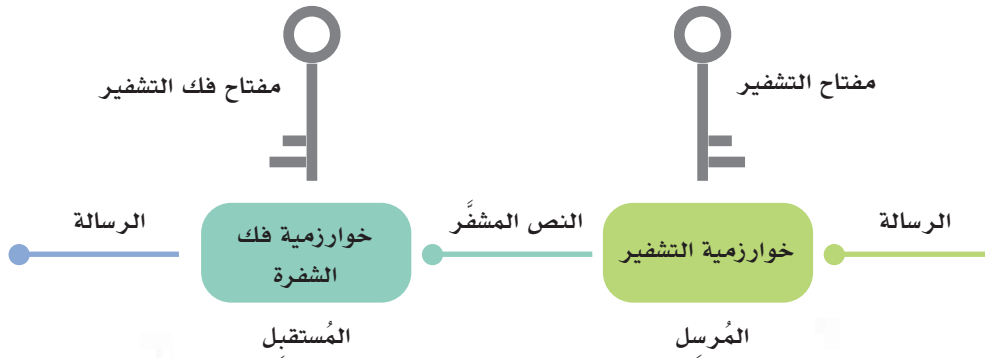 مفتاح التشفير
مفتاح فك التشفير
الرسالة
خوارزمية التشفير
النص المشفَّر
خوارزمية فك
الشفرة
الرسالة
المُرسِل
المُستقبِل